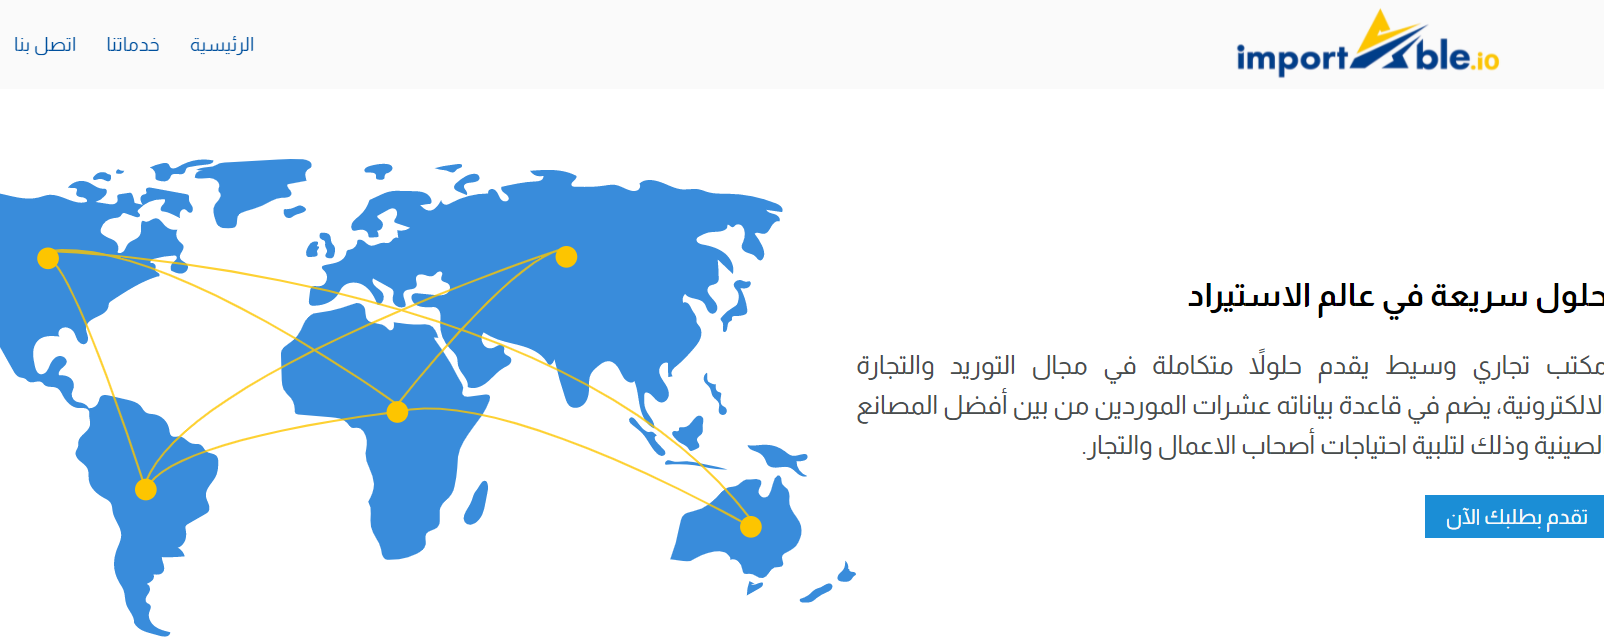 importAble.io
الرئيسية خدماتنا اتصل بنا
حلول سريعة في عالم الاستيراد
مكتب تجاري وسيط يقدم حلولًا متكاملة في مجال التوريد والتجارة
لالكترونية، يضم في قاعدة بياناته عشرات الموردين من بين أفضل المصانع
لصينية وذلك لتلبية احتياجات أصحاب الاعمال والتجار.
تقدم بطلبك الآن